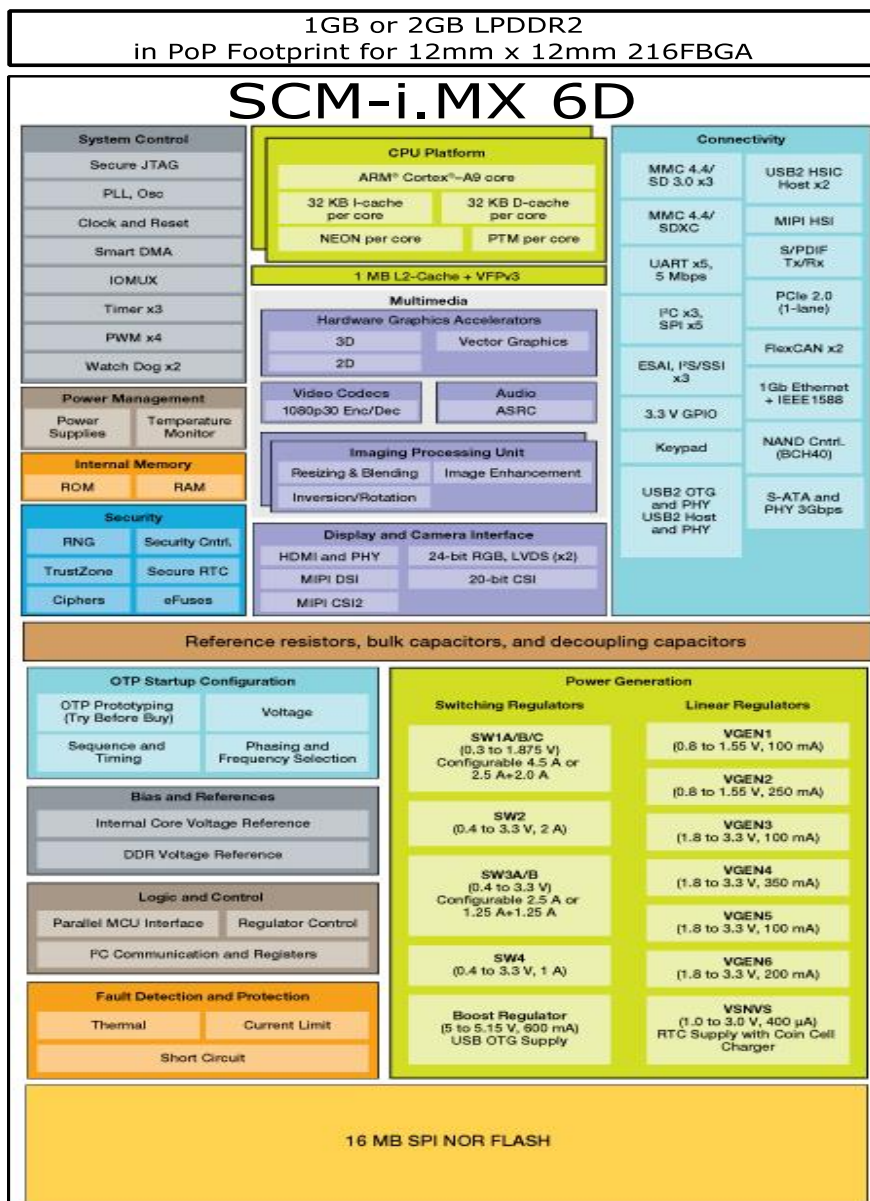 1GB or 2GB LPDDR2
in PoP Footprint for 12mm x 12mm 216FBGA
SCM-i.MX 6D
System Control
Secure JTAG
PLL, Osc
Clock and Reset
Smart DMA
IOMUX
Timer x3
PWM x4
Watch Dog x2
Power Management
Power
Supplies
Temperature
Monitor
Internal Memory
ROM
RAM
Security
RNG
Security Cntrl.
TrustZone
Secure RTC
Ciphers
eFuses
CPU Platform
ARM® Cortex®-A9 core
32 KB I-cache
per core
32 KB D-cache
per core
NEON per core
PTM per core
1 MB L2-Cache + VFPv3
Multimedia
Hardware Graphics Accelerators
3D
Vector Graphics
2D
Video Codecs
1080p30 Enc/Dec
Audio
ASRC
Imaging Processing Unit
Resizing & Blending
Image Enhancement
Inversion/Rotation
Display and Camera Interface
HDMI and PHY
24-bit RGB, LVDS (x2)
MIPI DSI
20-bit CSI
MIPI CSI2
Connectivity
MMC 4.4/
SD 3.0 x3
MMC 4.4/
SDXC
UART x5,
5 Mbps
I²C x3,
SPI x5
ESAI, I²S/SSI
x3
3.3 V GPIO
Keypad
USB2 OTG
and PHY
USB2 Host
and PHY
USB2 HSIC
Host x2
MIPI HSI
S/PDIF
Tx/Rx
PCIe 2.0
(1-lane)
FlexCAN x2
1Gb Ethernet
+ IEEE1588
NAND Cntrl.
(BCH40)
S-ATA and
PHY 3Gbps
Reference resistors, bulk capacitors, and decoupling capacitors
OTP Startup Configuration
OTP Prototyping
(Try Before Buy)
Voltage
Sequence and
Timing
Phasing and
Frequency Selection
Bias and References
Internal Core Voltage Reference
DDR Voltage Reference
Logic and Control
Parallel MCU Interface
Regulator Control
I²C Communication and Registers
Fault Detection and Protection
Thermal
Current Limit
Short Circuit
Power Generation
Switching Regulators
SW1A/B/C
(0.3 to 1.875 V)
Configurable 4.5 A or
2.5 A+2.0 A
SW2
(0.4 to 3.3 V, 2 A)
SW3A/B
(0.4 to 3.3 V)
Configurable 2.5 A or
1.25 A+1.25 A
SW4
(0.4 to 3.3 V, 1 A)
Boost Regulator
(5 to 5.15 V, 600 mA)
USB OTG Supply
Linear Regulators
VGEN1
(0.8 to 1.55 V, 100 mA)
VGEN2
(0.8 to 1.55 V, 250 mA)
VGEN3
(1.8 to 3.3 V, 100 mA)
VGEN4
(1.8 to 3.3 V, 350 mA)
VGEN5
(1.8 to 3.3 V, 100 mA)
VGEN6
(1.8 to 3.3 V, 200 mA)
VSNVS
(1.0 to 3.0 V, 400 µA)
RTC Supply with Coin Cell
Charger
16 MB SPI NOR FLASH